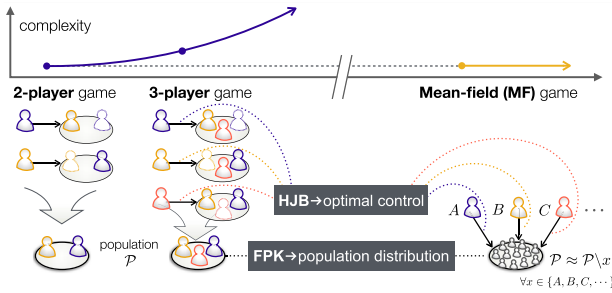 complexity
2-player game
3-player game
Mean-field (MF) game
HJB→optimal control
A
B
C
···
population
𝒫
FPK→population distribution
𝒫 ≈ 𝒫\x
∀x ∈ {A, B, C, ···}